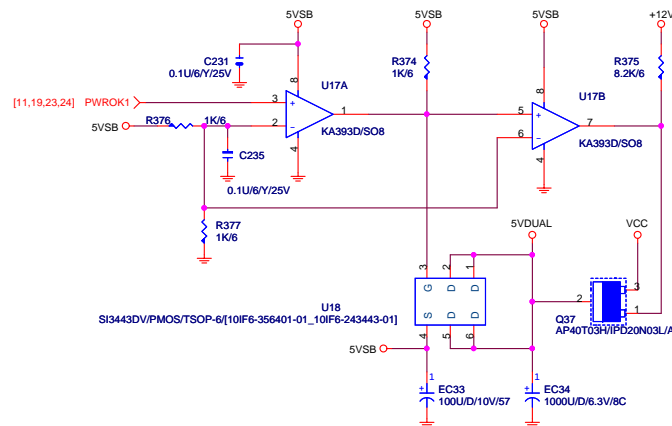 5VSB
5VSB
5VSB
+12V
C231
0.1U/6/Y/25V
R374
1K/6
R375
8.2K/6
8
U17A
8
U17B
[11,19,23,24] PWROK1
3
+
1
5
+
7
5VSB
R376
1K/6
2
-
6
-
KA393D/SO8
KA393D/SO8
4
4
C235
0.1U/6/Y/25V
R377
1K/6
5VDUAL
VCC
3
2
1
G
D
D
S
D
D
4
5
6
U18
SI3443DV/PMOS/TSOP-6/[10IF6-356401-01_10IF6-243443-01]
2
3
1
Q37
AP40T03H/IPD20N03L/A
5VSB
1
EC33
100U/D/10V/57
1
EC34
1000U/D/6.3V/8C